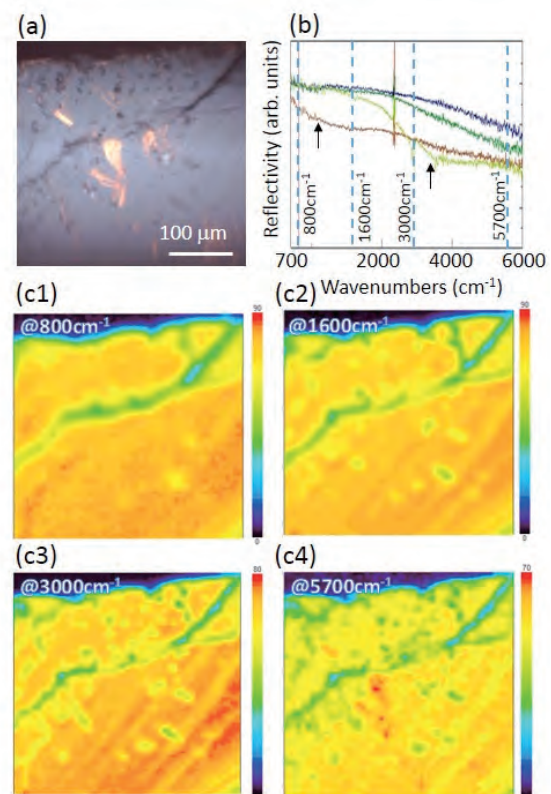 (a)
100 μm
(b)
Reflectivity (arb. units)
800cm⁻¹
1600cm⁻¹
3000cm⁻¹
5700cm⁻¹
700 2000 4000 6000
Wavenumbers (cm⁻¹)
(c1)
@800cm⁻¹
90
0
(c2)
@1600cm⁻¹
90
0
(c3)
@3000cm⁻¹
80
(c4)
@5700cm⁻¹
70